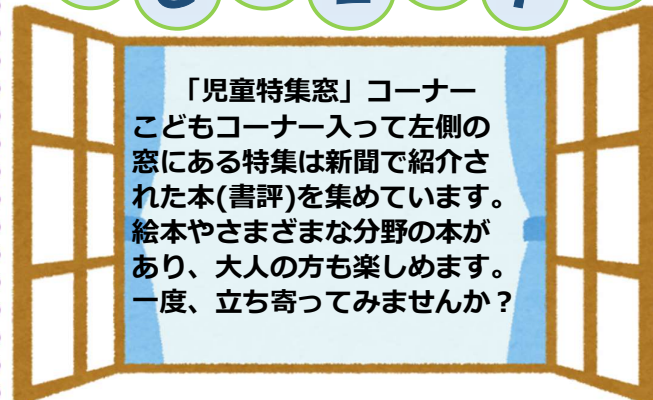 「児童特集窓」コーナー
こどもコーナー入って左側の
窓にある特集は新聞で紹介さ
れた本(書評)を集めています。
絵本やさまざまな分野の本が
あり、大人の方も楽しめます。
一度、立ち寄ってみませんか？